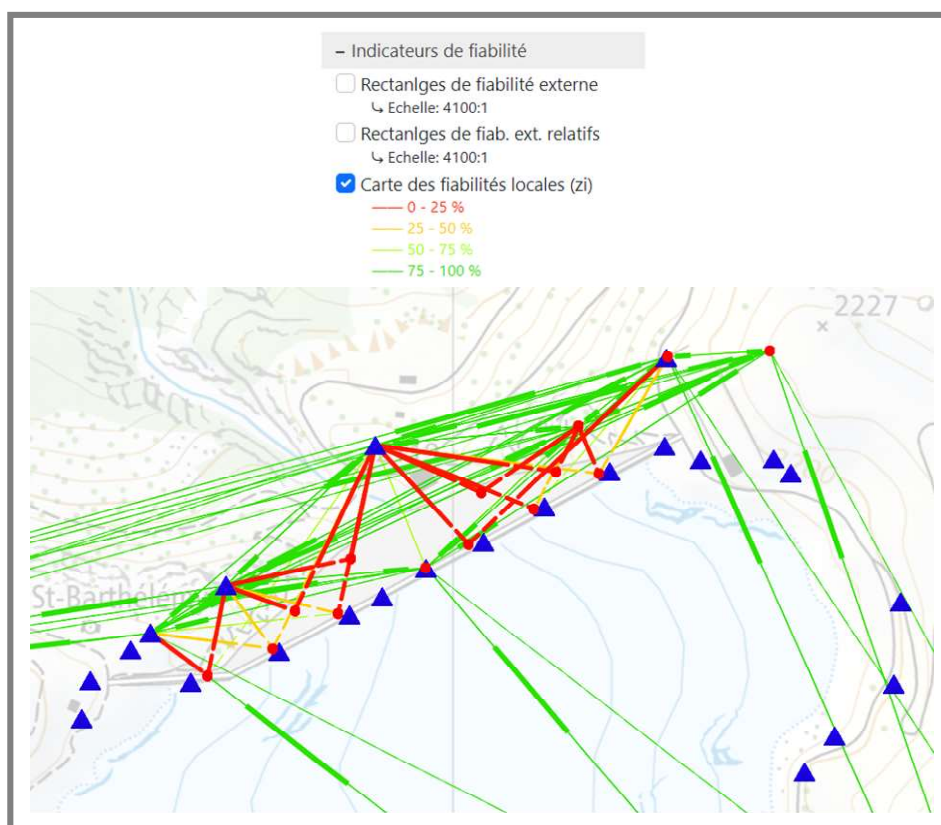 − Indicateurs de fiabilité
Rectanlges de fiabilité externe
↳ Echelle: 4100:1
Rectanlges de fiab. ext. relatifs
↳ Echelle: 4100:1
Carte des fiabilités locales (zi)
0 - 25 %
25 - 50 %
50 - 75 %
75 - 100 %
2227
St-Barthélém